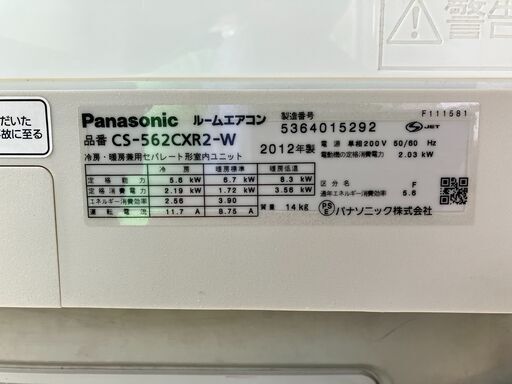 警告
だいた
故に至る
Panasonic ルームエアコン
品番 CS-562CXR2-W
2012年製
製造番号
5364015292
F111581
JET
冷房・暖房兼用セパレート形室内ユニット
電源 単相200V 50/60 Hz
電動機の定格消費電力 2.03 kW
冷房 暖房標準 暖房低温
定格能力 5.6 kW 6.7 kW 8.3 kW
定格消費電力 2.19 kW 1.72 kW 3.58 kW
エネルギー消費効率 2.56 3.90
運転電流 11.7 A 8.75 A
質量 14kg
区分名 F
通年エネルギー消費効率 5.6
PSE パナソニック株式会社